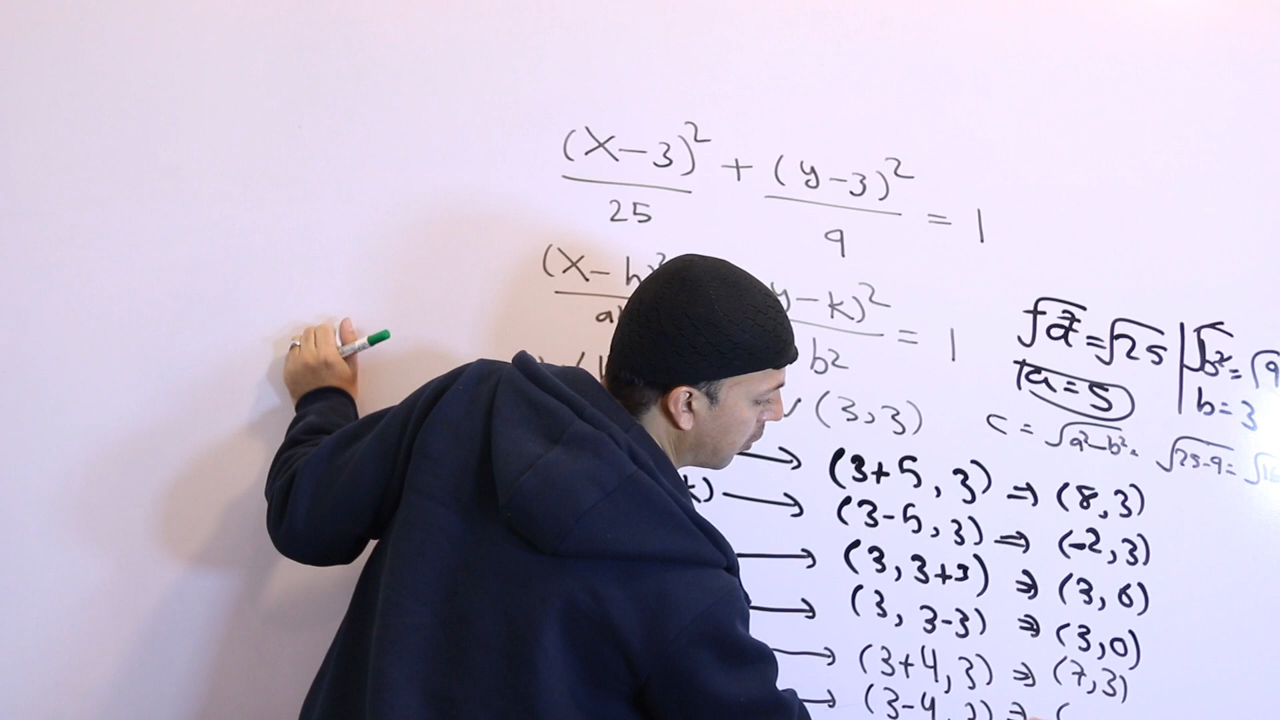 (x-3)²/25 + (y-3)²/9 = 1
(x-h)² y-k)²/b² = 1
√a² = √25 | √b² = √9
a = 5 | b = 3
(3,3)
c = √a²-b² = √25-9 = √16
→ (3+5, 3) ⇒ (8,3)
k) → (3-5, 3) ⇒ (-2,3)
→ (3, 3+3) ⇒ (3,6)
→ (3, 3-3) ⇒ (3,0)
→ (3+4, 3) ⇒ (7,3)
→ (3-4, 3) ⇒ (